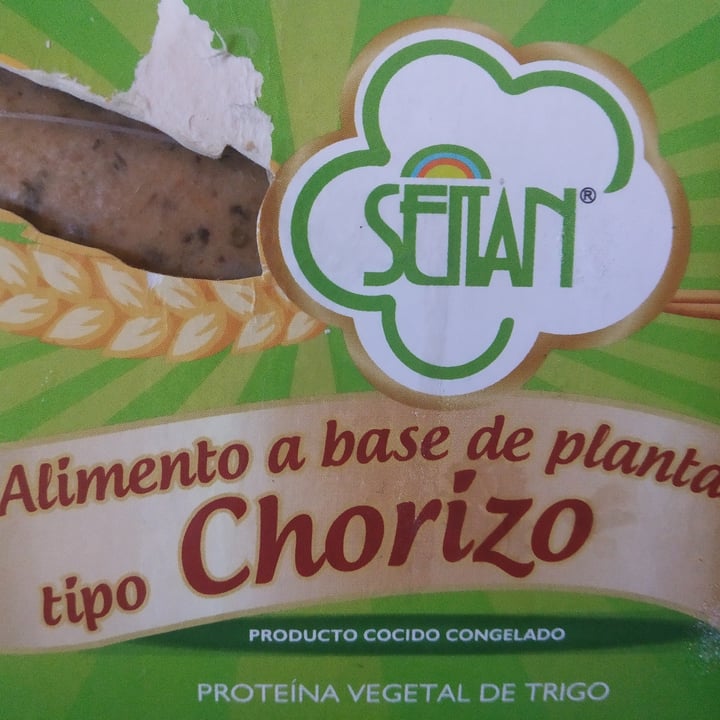 SEITAN®
Alimento a base de planta
tipo Chorizo
PRODUCTO COCIDO CONGELADO
PROTEÍNA VEGETAL DE TRIGO